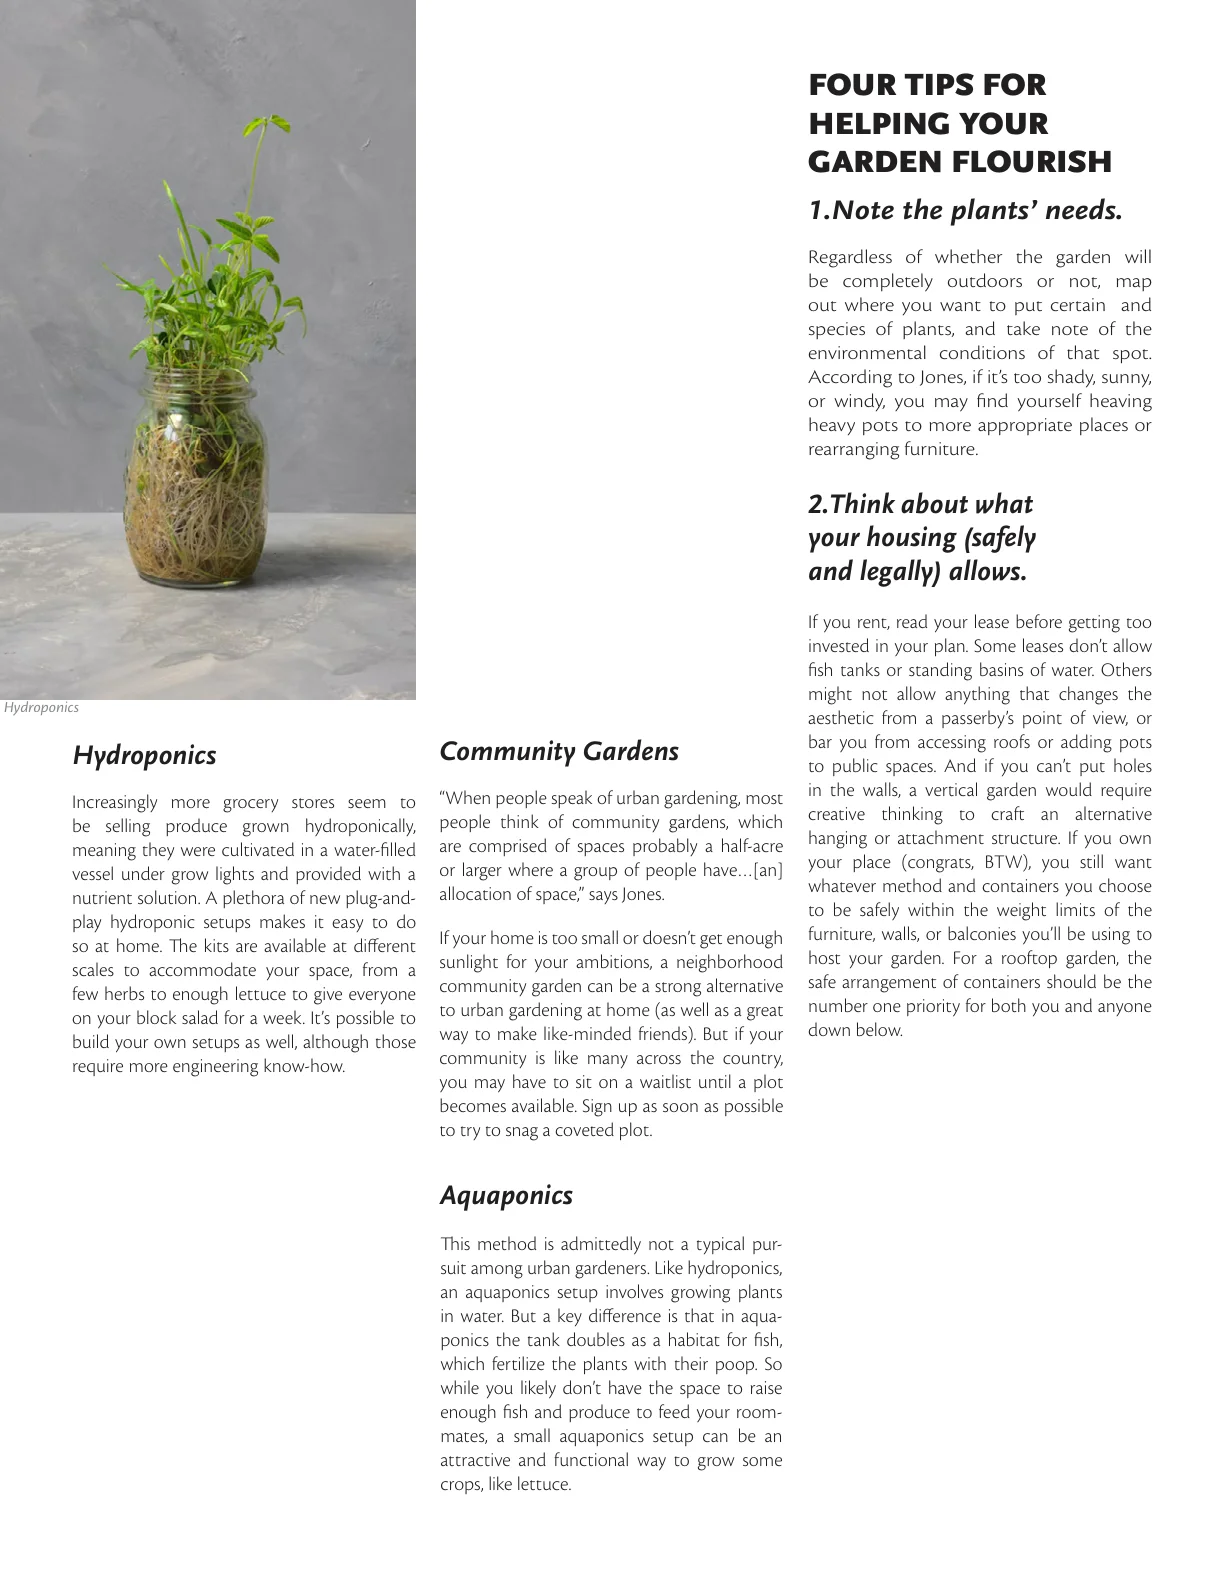 Hydroponics
Hydroponics
Increasingly more grocery stores seem to
be selling produce grown hydroponically,
meaning they were cultivated in a water-filled
vessel under grow lights and provided with a
nutrient solution. A plethora of new plug-and-
play hydroponic setups makes it easy to do
so at home. The kits are available at different
scales to accommodate your space, from a
few herbs to enough lettuce to give everyone
on your block salad for a week. It’s possible to
build your own setups as well, although those
require more engineering know-how.
Community Gardens
“When people speak of urban gardening, most
people think of community gardens, which
are comprised of spaces probably a half-acre
or larger where a group of people have…[an]
allocation of space,” says Jones.
If your home is too small or doesn’t get enough
sunlight for your ambitions, a neighborhood
community garden can be a strong alternative
to urban gardening at home (as well as a great
way to make like-minded friends). But if your
community is like many across the country,
you may have to sit on a waitlist until a plot
becomes available. Sign up as soon as possible
to try to snag a coveted plot.
Aquaponics
This method is admittedly not a typical pur-
suit among urban gardeners. Like hydroponics,
an aquaponics setup involves growing plants
in water. But a key difference is that in aqua-
ponics the tank doubles as a habitat for fish,
which fertilize the plants with their poop. So
while you likely don’t have the space to raise
enough fish and produce to feed your room-
mates, a small aquaponics setup can be an
attractive and functional way to grow some
crops, like lettuce.
FOUR TIPS FOR
HELPING YOUR
GARDEN FLOURISH
1.Note the plants’ needs.
Regardless of whether the garden will
be completely outdoors or not, map
out where you want to put certain and
species of plants, and take note of the
environmental conditions of that spot.
According to Jones, if it’s too shady, sunny,
or windy, you may find yourself heaving
heavy pots to more appropriate places or
rearranging furniture.
2.Think about what
your housing (safely
and legally) allows.
If you rent, read your lease before getting too
invested in your plan. Some leases don’t allow
fish tanks or standing basins of water. Others
might not allow anything that changes the
aesthetic from a passerby’s point of view, or
bar you from accessing roofs or adding pots
to public spaces. And if you can’t put holes
in the walls, a vertical garden would require
creative thinking to craft an alternative
hanging or attachment structure. If you own
your place (congrats, BTW), you still want
whatever method and containers you choose
to be safely within the weight limits of the
furniture, walls, or balconies you’ll be using to
host your garden. For a rooftop garden, the
safe arrangement of containers should be the
number one priority for both you and anyone
down below.